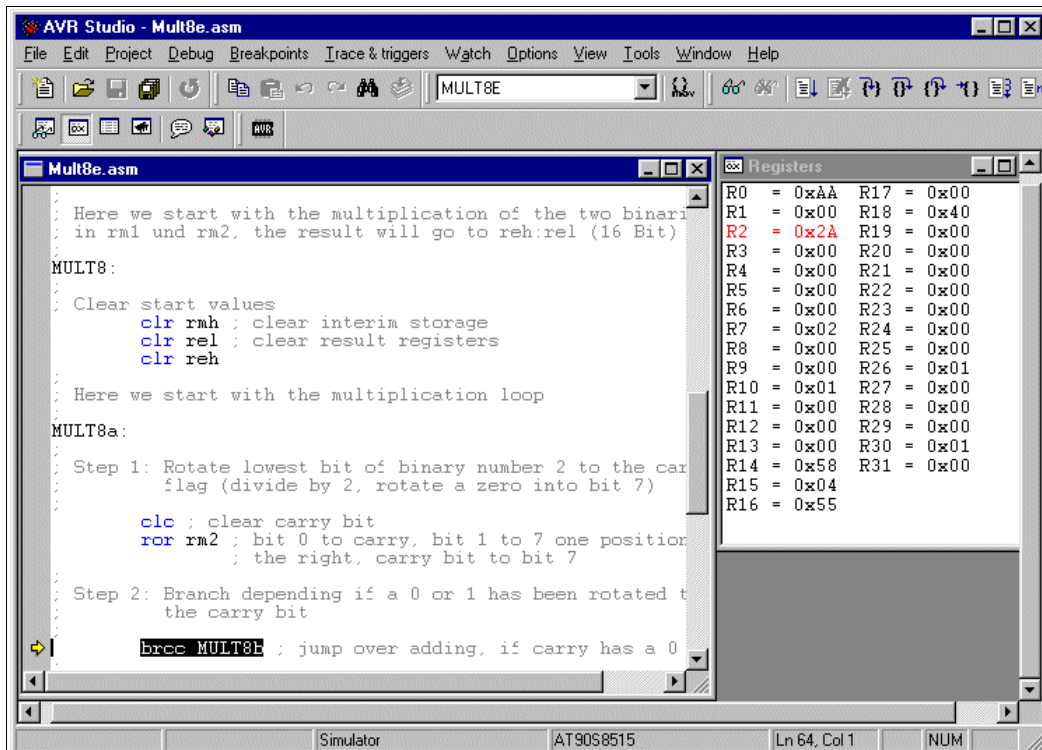 AVR Studio - Mult8e.asm
File Edit Project Debug Breakpoints Trace & triggers Watch Options View Tools Window Help
MULT8E
AVR
Mult8e.asm
;
; Here we start with the multiplication of the two binari
; in rm1 und rm2, the result will go to reh:rel (16 Bit)
;
MULT8:
;
; Clear start values
clr rmh ; clear interim storage
clr rel ; clear result registers
clr reh
;
; Here we start with the multiplication loop
;
MULT8a:
;
; Step 1: Rotate lowest bit of binary number 2 to the car
; flag (divide by 2, rotate a zero into bit 7)
;
clc ; clear carry bit
ror rm2 ; bit 0 to carry, bit 1 to 7 one position
; the right, carry bit to bit 7
;
; Step 2: Branch depending if a 0 or 1 has been rotated t
; the carry bit
;
brcc MULT8b ; jump over adding, if carry has a 0
Registers
R0 = 0xAA R17 = 0x00
R1 = 0x00 R18 = 0x40
R2 = 0x2A R19 = 0x00
R3 = 0x00 R20 = 0x00
R4 = 0x00 R21 = 0x00
R5 = 0x00 R22 = 0x00
R6 = 0x00 R23 = 0x00
R7 = 0x02 R24 = 0x00
R8 = 0x00 R25 = 0x00
R9 = 0x00 R26 = 0x01
R10 = 0x01 R27 = 0x00
R11 = 0x00 R28 = 0x00
R12 = 0x00 R29 = 0x00
R13 = 0x00 R30 = 0x01
R14 = 0x58 R31 = 0x00
R15 = 0x04
R16 = 0x55
Simulator AT90S8515 Ln 64, Col 1 NUM